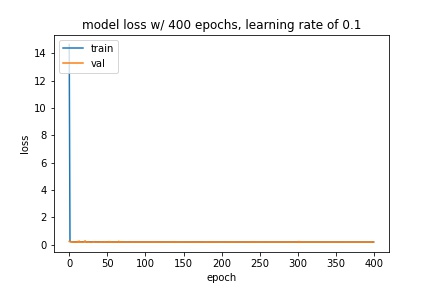 model loss w/ 400 epochs, learning rate of 0.1
train
val
14
12
10
8
6
4
2
0
loss
0 50 100 150 200 250 300 350 400
epoch